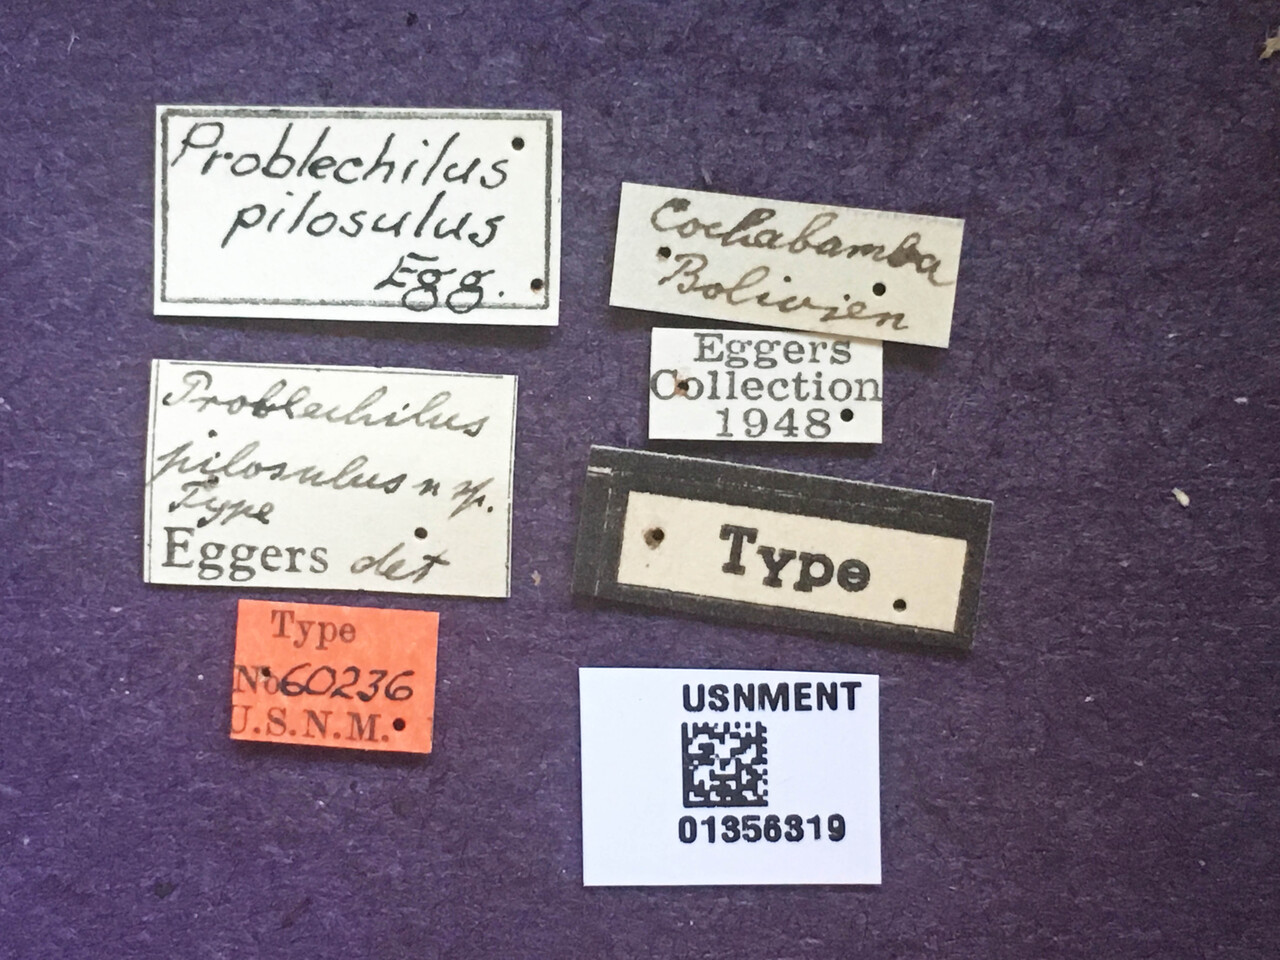 Problechilus
pilosulus
Egg.
Cochabamba
Bolivien
Eggers
Collection
1948
Problechilus
pilosulus n sp.
Type
Eggers det
Type
Type
No 60236
U.S.N.M.
USNMENT
01356319